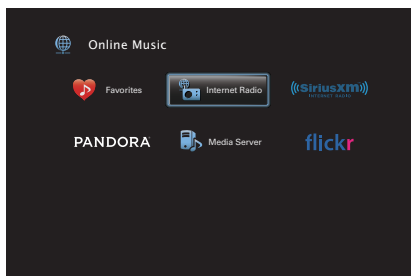 Online Music
Favorites
Internet Radio
((SiriusXM))
INTERNET RADIO
PANDORA
Media Server
flickr